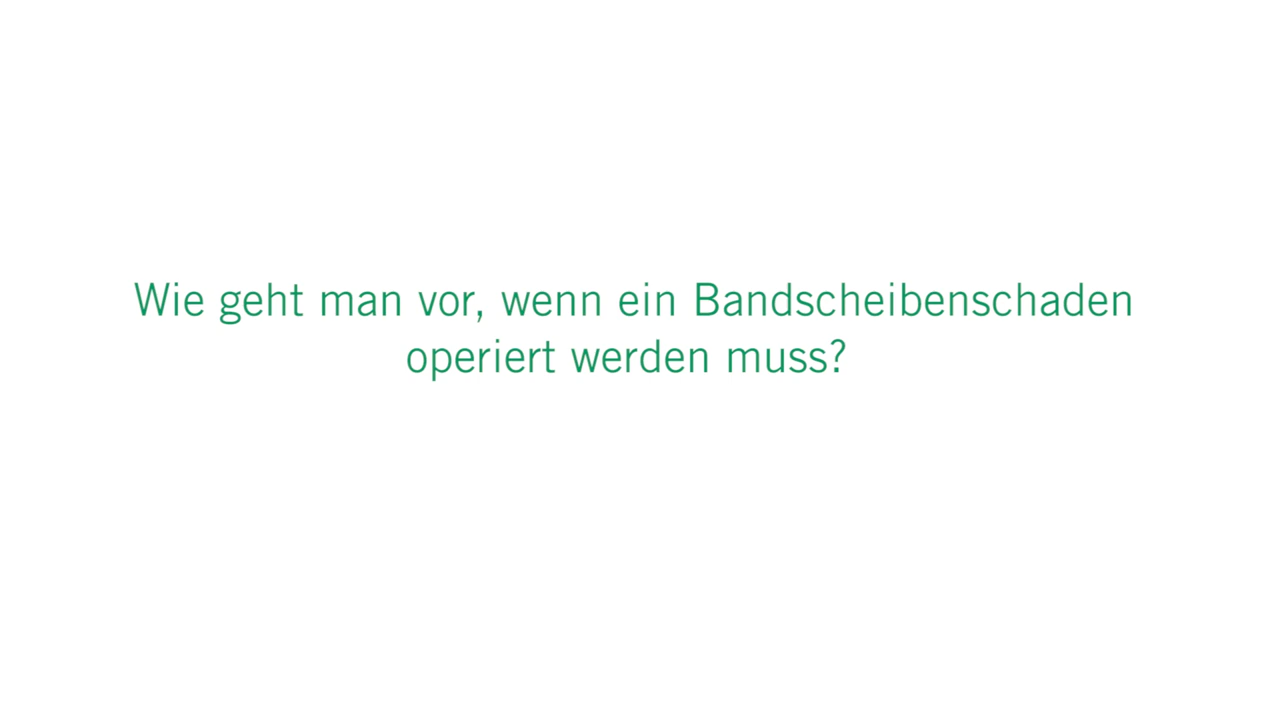 Wie geht man vor, wenn ein Bandscheibenschaden
operiert werden muss?